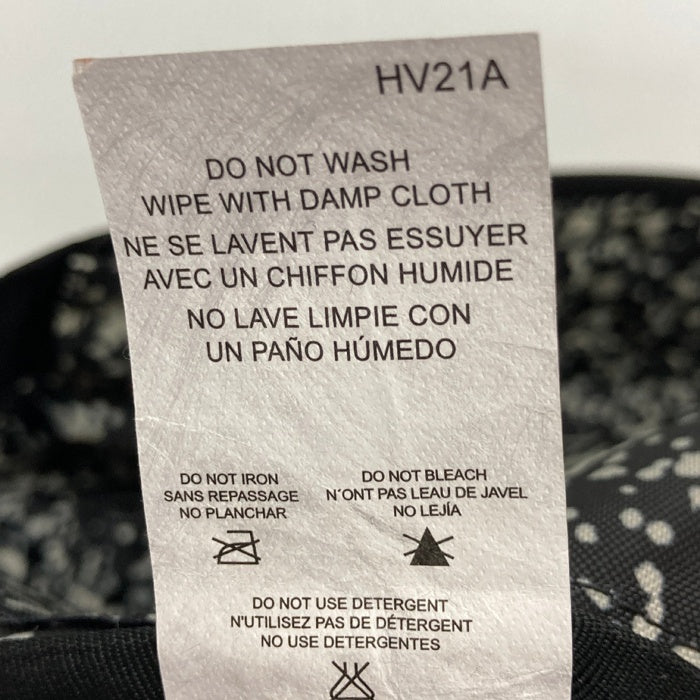 HV21A
DO NOT WASH
WIPE WITH DAMP CLOTH
NE SE LAVENT PAS ESSUYER
AVEC UN CHIFFON HUMIDE
NO LAVE LIMPIE CON
UN PAÑO HÚMEDO
DO NOT IRON
SANS REPASSAGE
NO PLANCHAR
DO NOT BLEACH
N'ONT PAS LEAU DE JAVEL
NO LEJÍA
DO NOT USE DETERGENT
N'UTILISEZ PAS DE DÉTERGENT
NO USE DETERGENTES